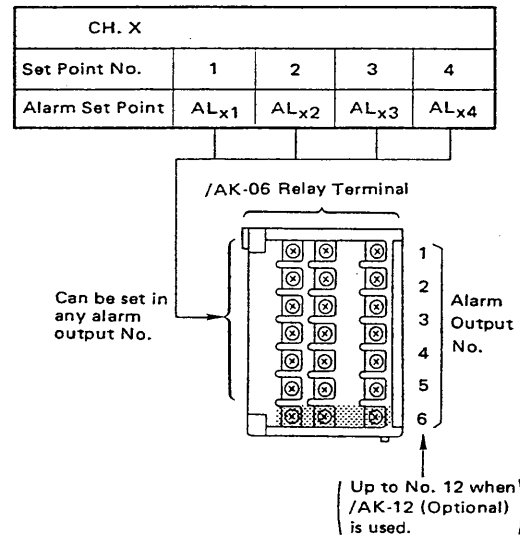 CH. X
Set Point No. 1 2 3 4
Alarm Set Point ALx1 ALx2 ALx3 ALx4
/AK-06 Relay Terminal
Can be set in
any alarm
output No.
1
2
3
4
5
6
Alarm
Output
No.
(Up to No. 12 when
/AK-12 (Optional)
is used.)